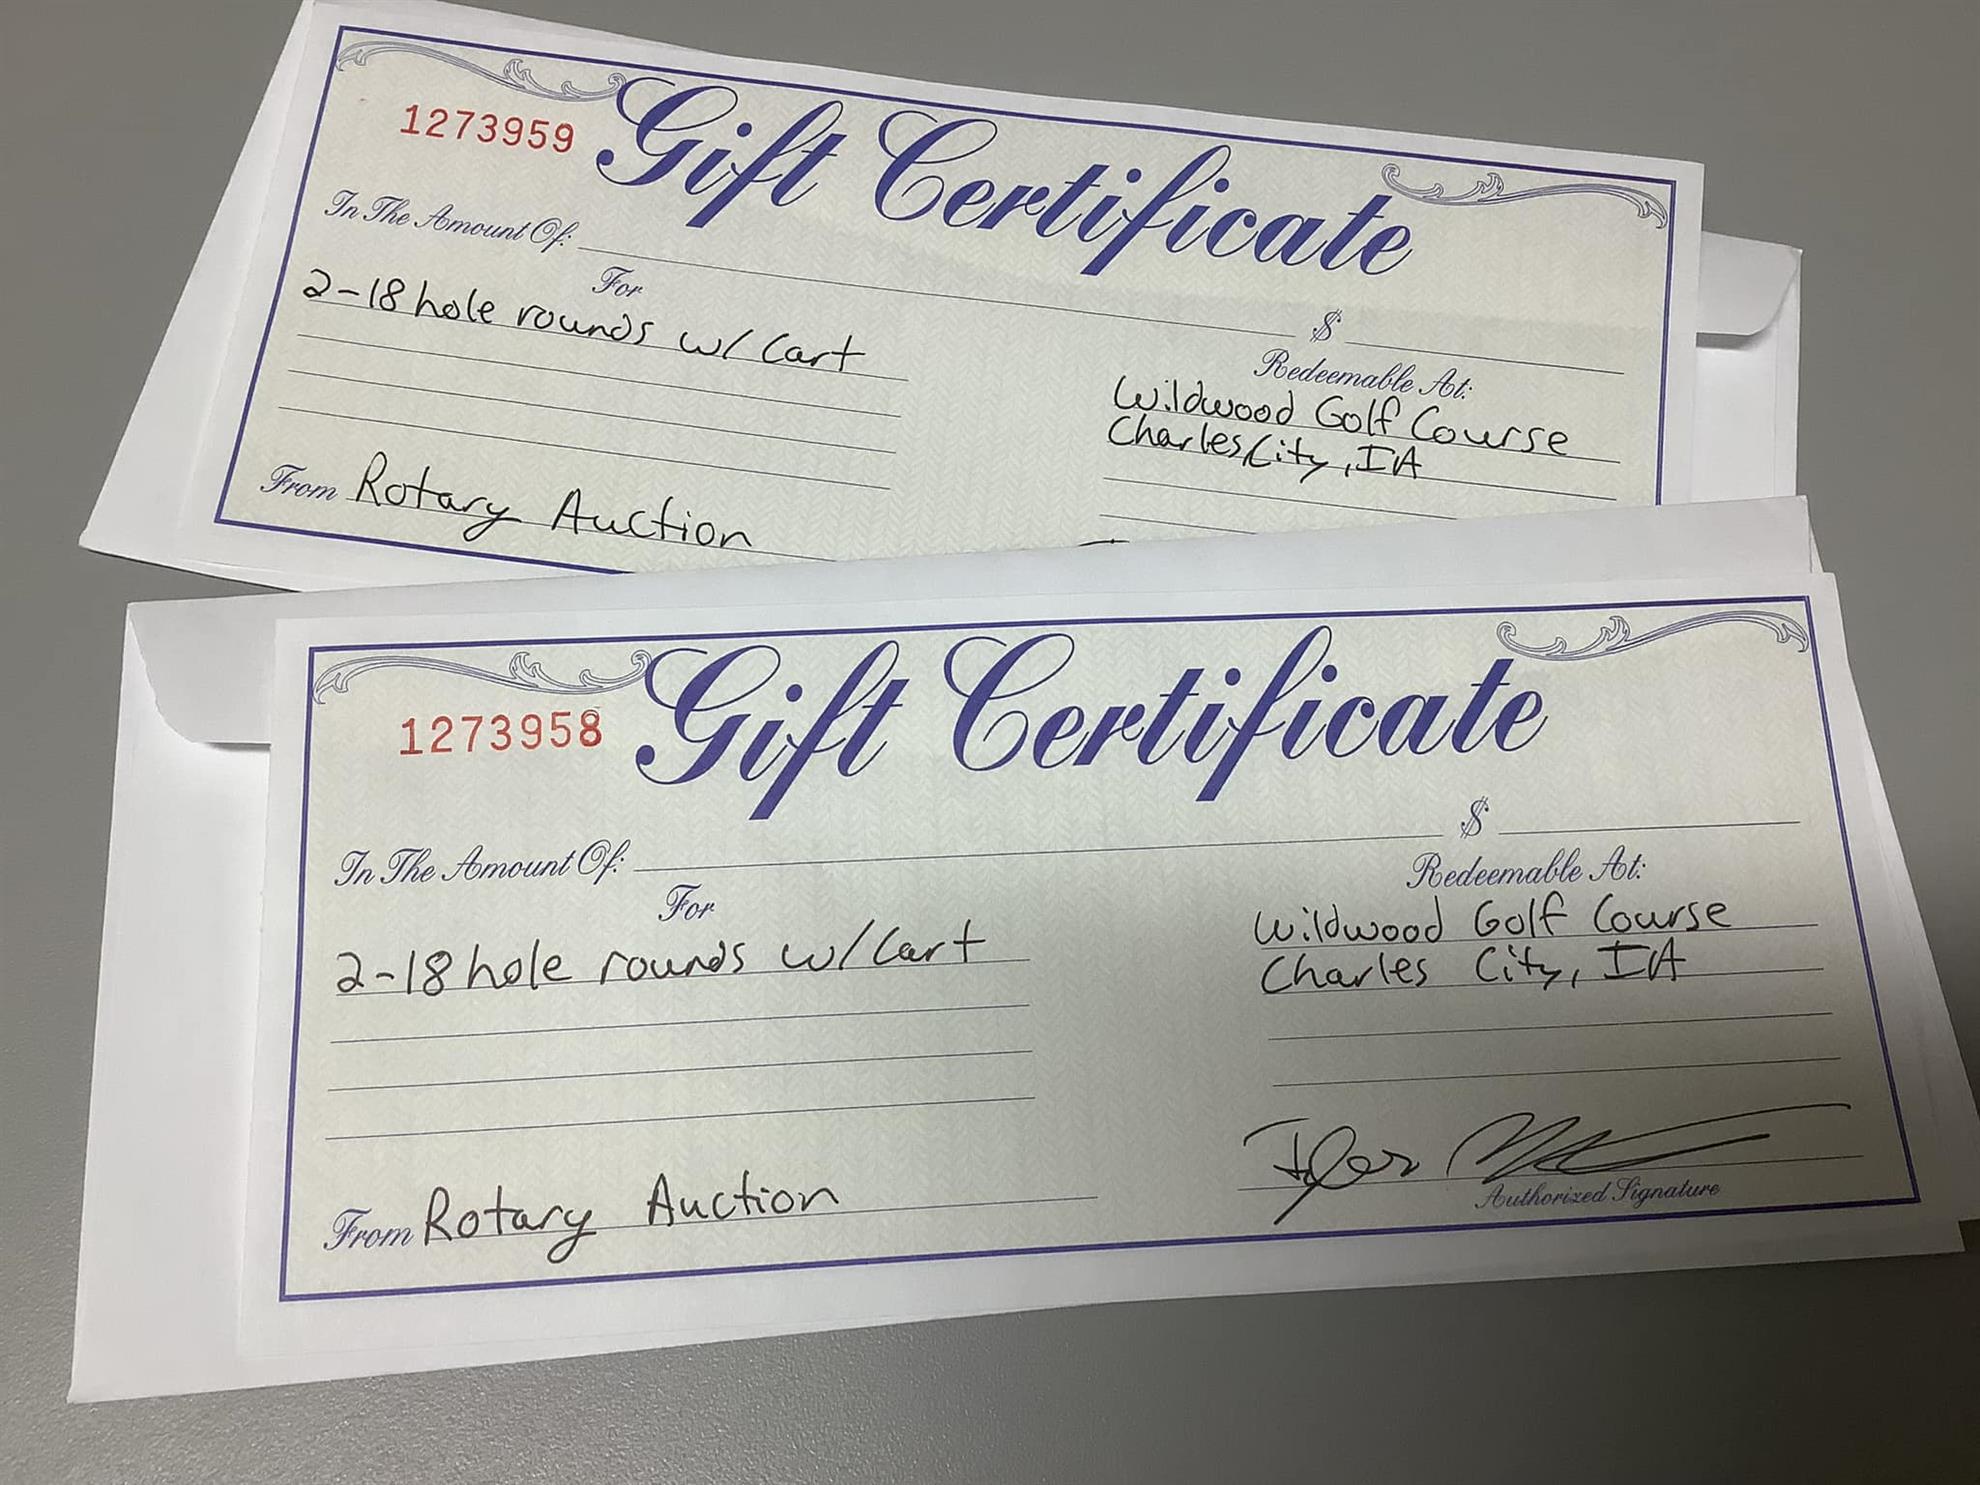 1273959
Gift Certificate
In The Amount Of:
$
For
2-18 hole rounds w/ Cart
Redeemable At:
Wildwood Golf Course
Charles City, IA
From Rotary Auction
1273958
Gift Certificate
In The Amount Of:
$
For
2-18 hole rounds w/ Cart
Redeemable At:
Wildwood Golf Course
Charles City, IA
From Rotary Auction
Authorized Signature